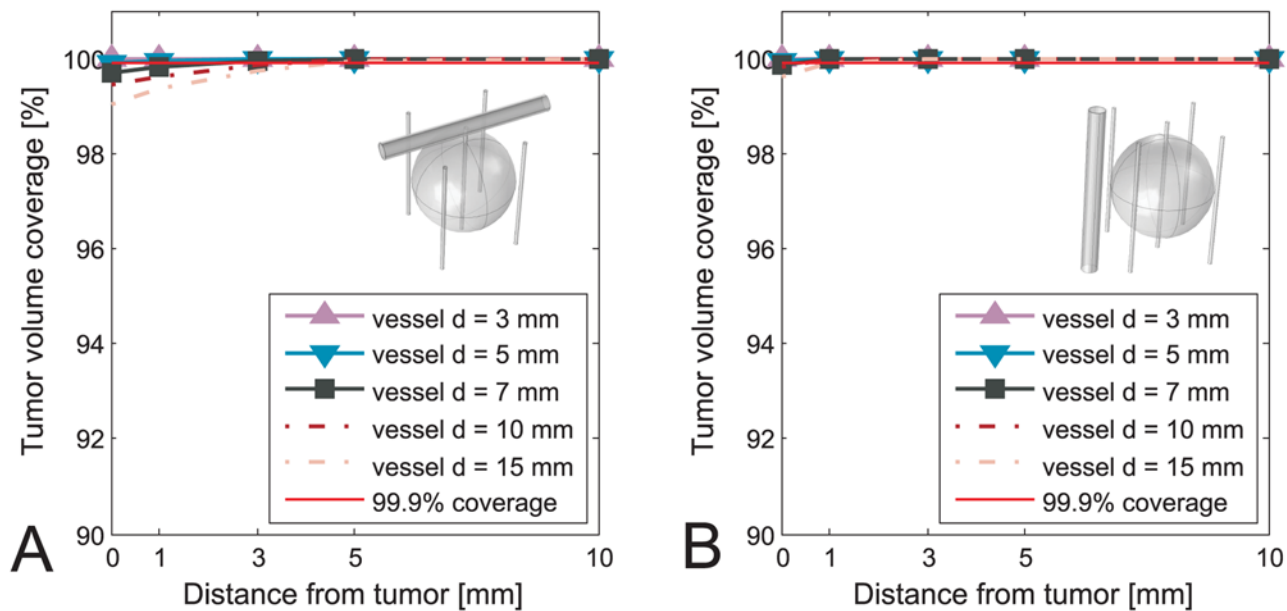 100
98
96
94
92
90
Tumor volume coverage [%]
vessel d = 3 mm
vessel d = 5 mm
vessel d = 7 mm
vessel d = 10 mm
vessel d = 15 mm
99.9% coverage
0 1 3 5 10
Distance from tumor [mm]
A
100
98
96
94
92
90
Tumor volume coverage [%]
vessel d = 3 mm
vessel d = 5 mm
vessel d = 7 mm
vessel d = 10 mm
vessel d = 15 mm
99.9% coverage
0 1 3 5 10
Distance from tumor [mm]
B